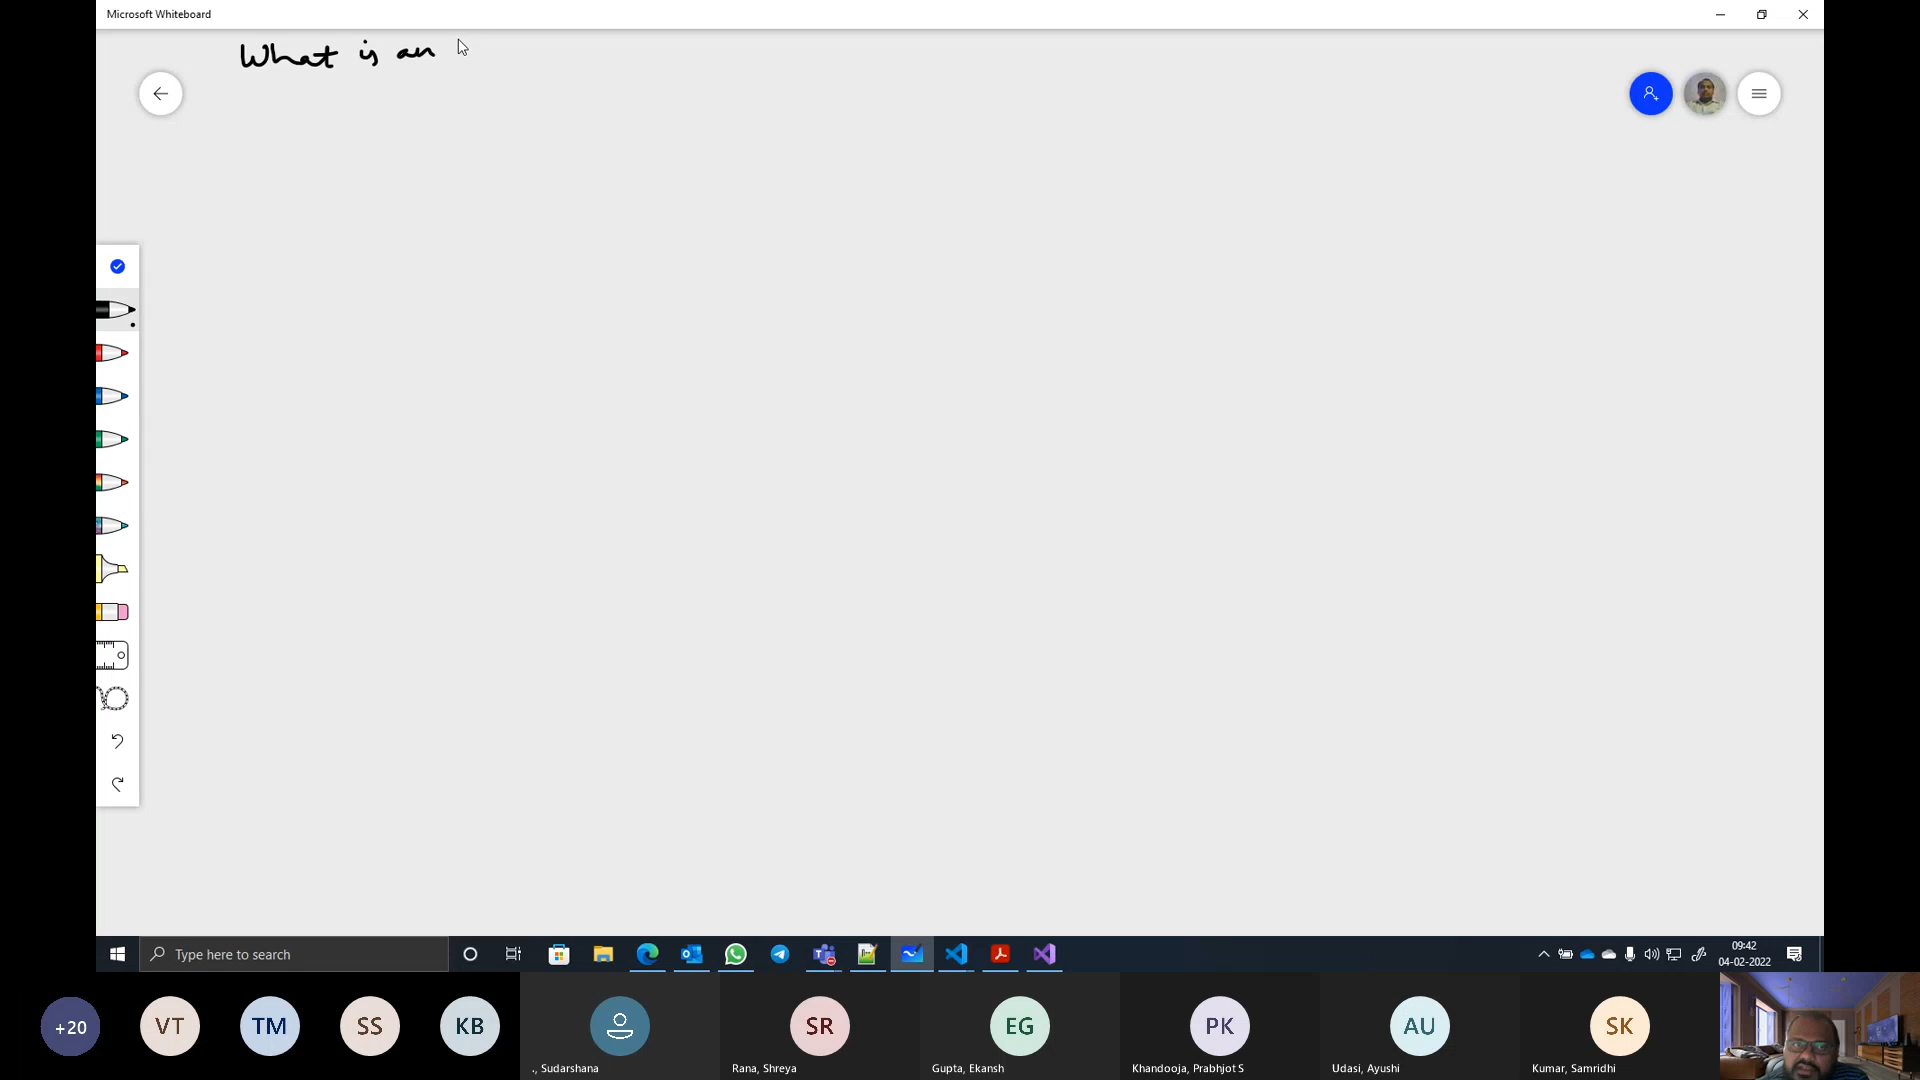 Microsoft Whiteboard
What is an
Type here to search
09:42
04-02-2022
+20
VT
TM
SS
KB
SR
EG
PK
AU
SK
., Sudarshana
Rana, Shreya
Gupta, Ekansh
Khandooja, Prabhjot S
Udasi, Ayushi
Kumar, Samridhi